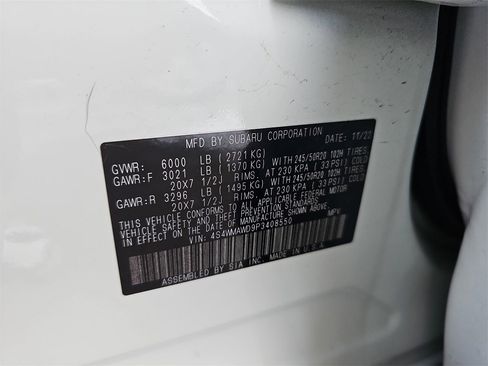 MFD BY SUBARU CORPORATION DATE: 11/22
GVWR: 6000 LB (2721 KG)
GAWR: F 3021 LB (1370 KG) WITH 245/50R20 102H TIRES,
20X7 1/2J RIMS, AT 230 KPA (33 PSI) COLD
GAWR: R 3296 LB (1495 KG) WITH 245/50R20 102H TIRES,
20X7 1/2J RIMS, AT 230 KPA (33 PSI) COLD
THIS VEHICLE CONFORMS TO ALL APPLICABLE FEDERAL MOTOR
VEHICLE SAFETY STANDARDS IN EFFECT ON THE DATE OF
MANUFACTURE SHOWN ABOVE.
VIN: 4S4WMAWD9P3408550 MPV
ASSEMBLED BY SIA INC. MADE IN U.S.A.